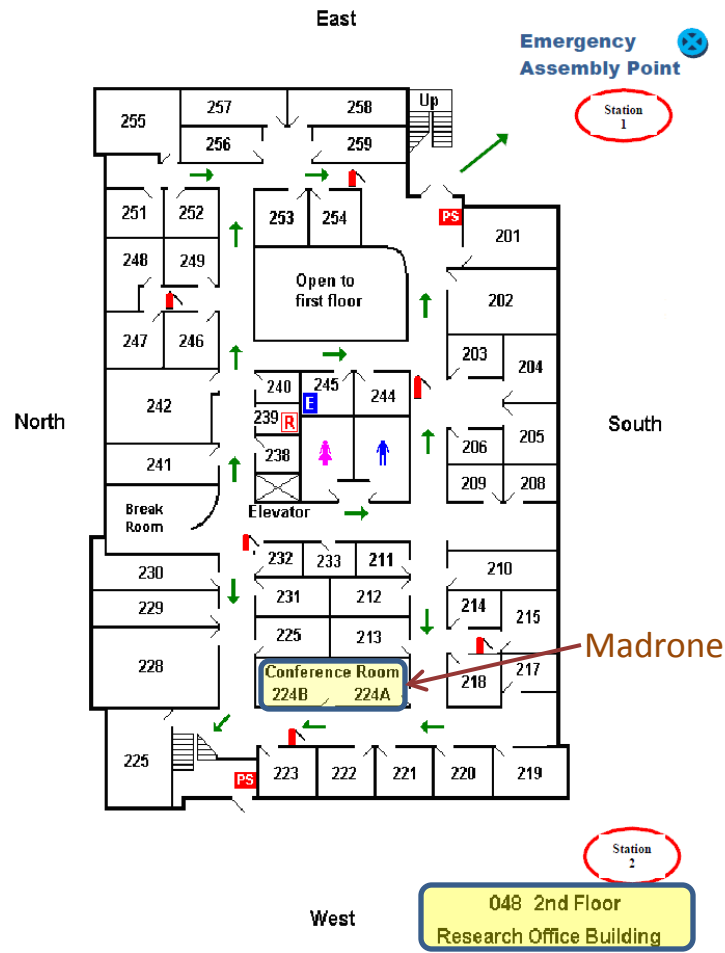 East
Emergency
Assembly Point
Station
1
Up
255
257
258
256
259
251
252
253
254
PS
201
248
249
Open to
first floor
202
247
246
203
204
240
245
244
242
E
239
R
North
South
206
205
238
241
209
208
Break
Room
Elevator
232
233
211
210
230
231
212
214
215
229
225
213
Madrone
228
Conference Room
224B
224A
218
217
225
223
222
221
220
219
PS
Station
2
048 2nd Floor
West
Research Office Building